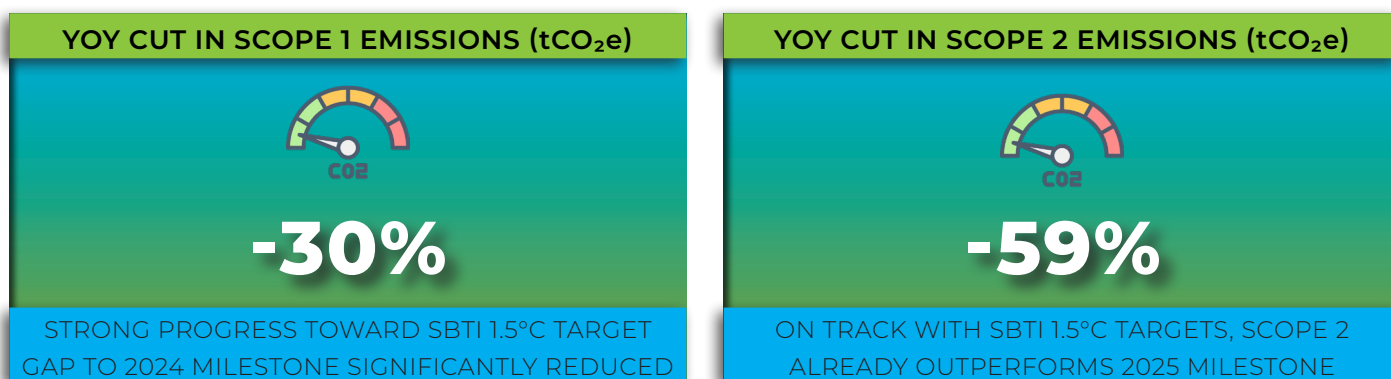 YOY CUT IN SCOPE 1 EMISSIONS (tCO₂e)
CO2
-30%
STRONG PROGRESS TOWARD SBTI 1.5°C TARGET
GAP TO 2024 MILESTONE SIGNIFICANTLY REDUCED
YOY CUT IN SCOPE 2 EMISSIONS (tCO₂e)
CO2
-59%
ON TRACK WITH SBTI 1.5°C TARGETS, SCOPE 2
ALREADY OUTPERFORMS 2025 MILESTONE